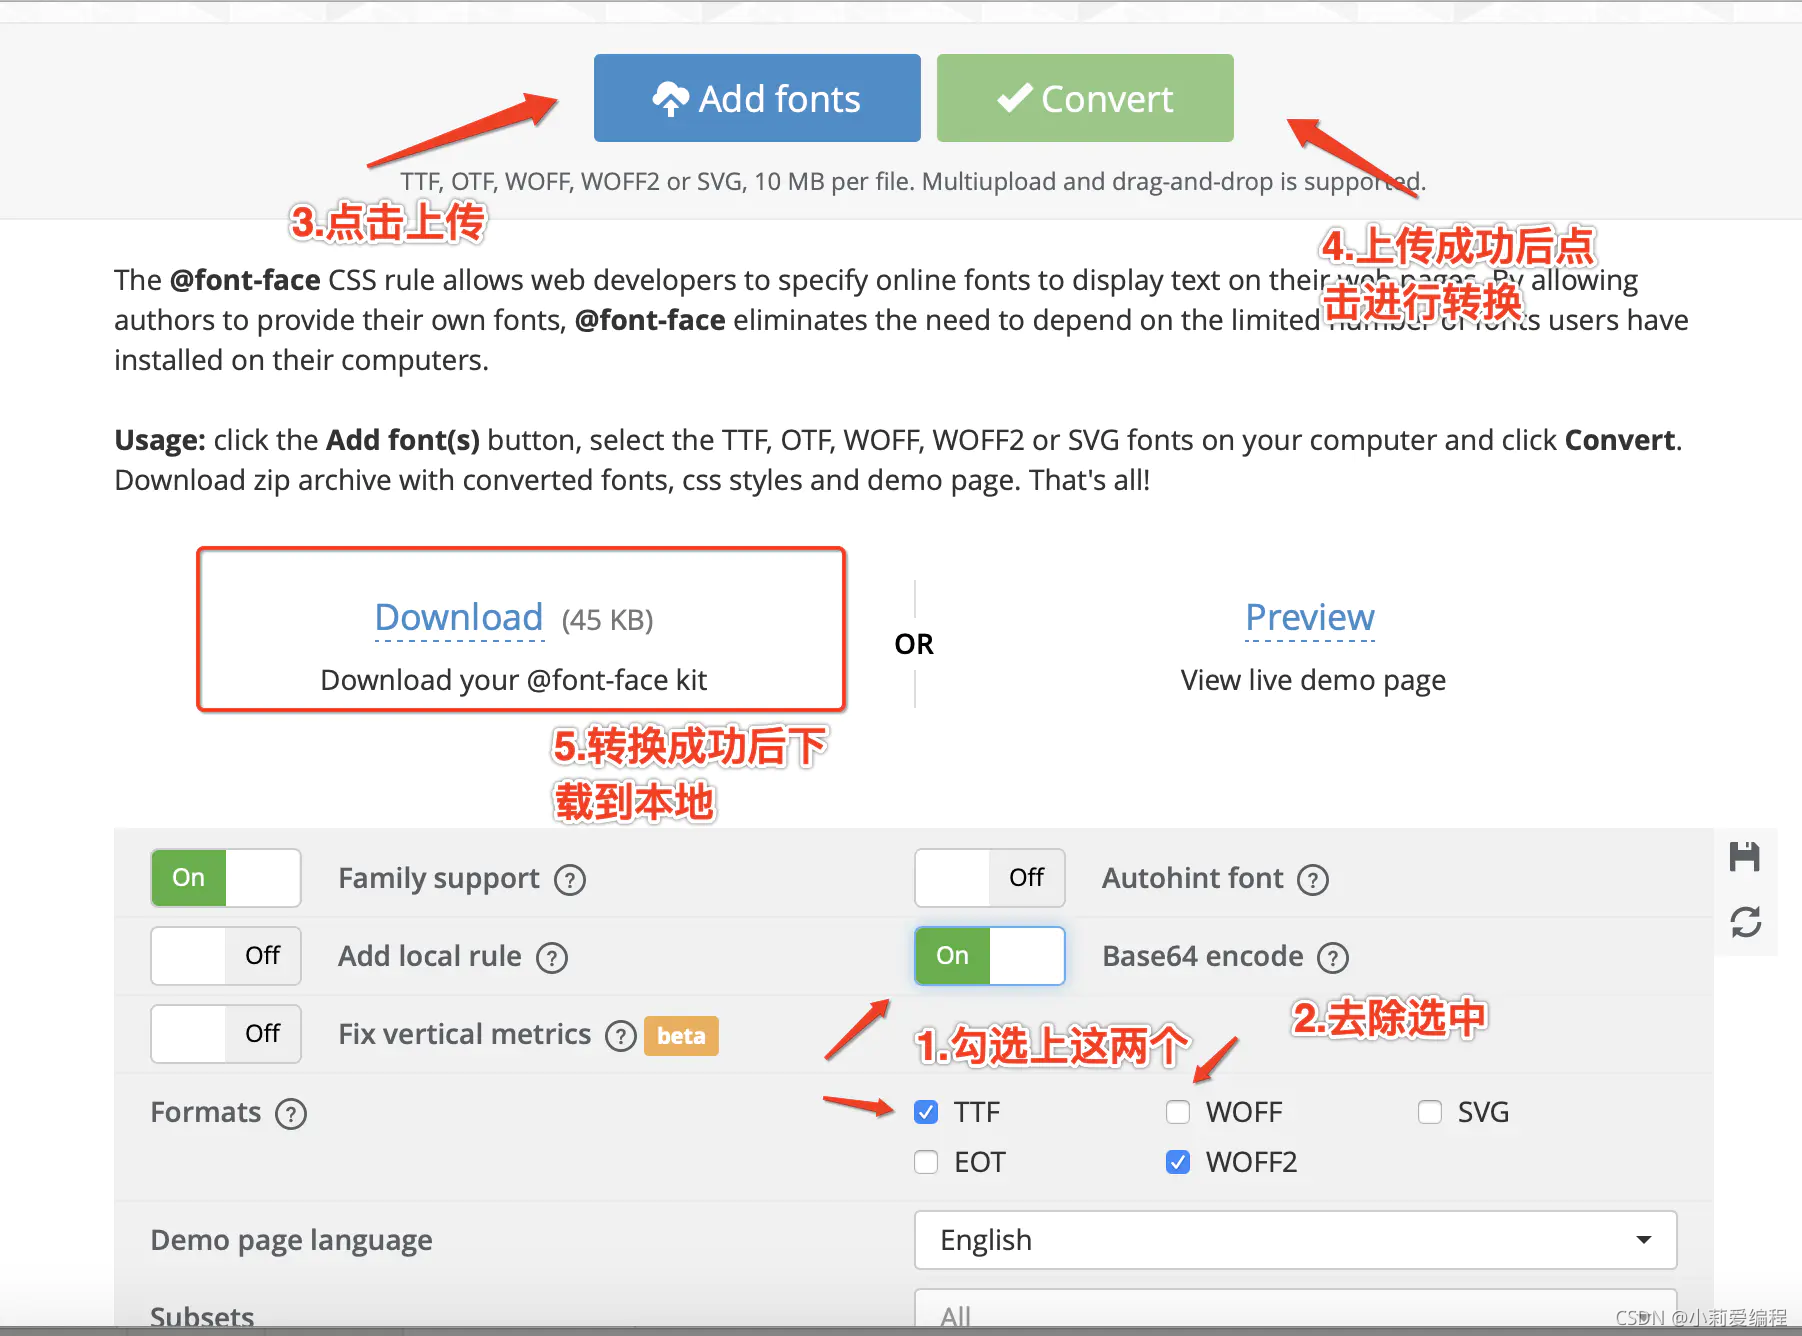 Add fonts
Convert
TTF, OTF, WOFF, WOFF2 or SVG, 10 MB per file. Multiupload and drag-and-drop is supported.
3.点击上传
4.上传成功后点
击进行转换
The @font-face CSS rule allows web developers to specify online fonts to display text on their web pages. By allowing
authors to provide their own fonts, @font-face eliminates the need to depend on the limited number of fonts users have
installed on their computers.
Usage: click the Add font(s) button, select the TTF, OTF, WOFF, WOFF2 or SVG fonts on your computer and click Convert.
Download zip archive with converted fonts, css styles and demo page. That's all!
Download (45 KB)
Download your @font-face kit
OR
Preview
View live demo page
5.转换成功后下
载到本地
On Family support ?
Off Autohint font ?
Off Add local rule ?
On Base64 encode ?
Off Fix vertical metrics ? beta
1.勾选上这两个
2.去除选中
Formats ?
TTF WOFF SVG
EOT WOFF2
Demo page language English
Subsets All
CSDN @小莉爱编程